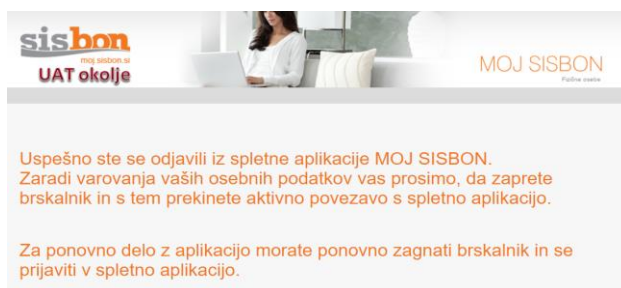 sisbon
moj.sisbon.si
UAT okolje
MOJ SISBON
Fizične osebe
Uspešno ste se odjavili iz spletne aplikacije MOJ SISBON.
Zaradi varovanja vaših osebnih podatkov vas prosimo, da zaprete
brskalnik in s tem prekinete aktivno povezavo s spletno aplikacijo.
Za ponovno delo z aplikacijo morate ponovno zagnati brskalnik in se
prijaviti v spletno aplikacijo.